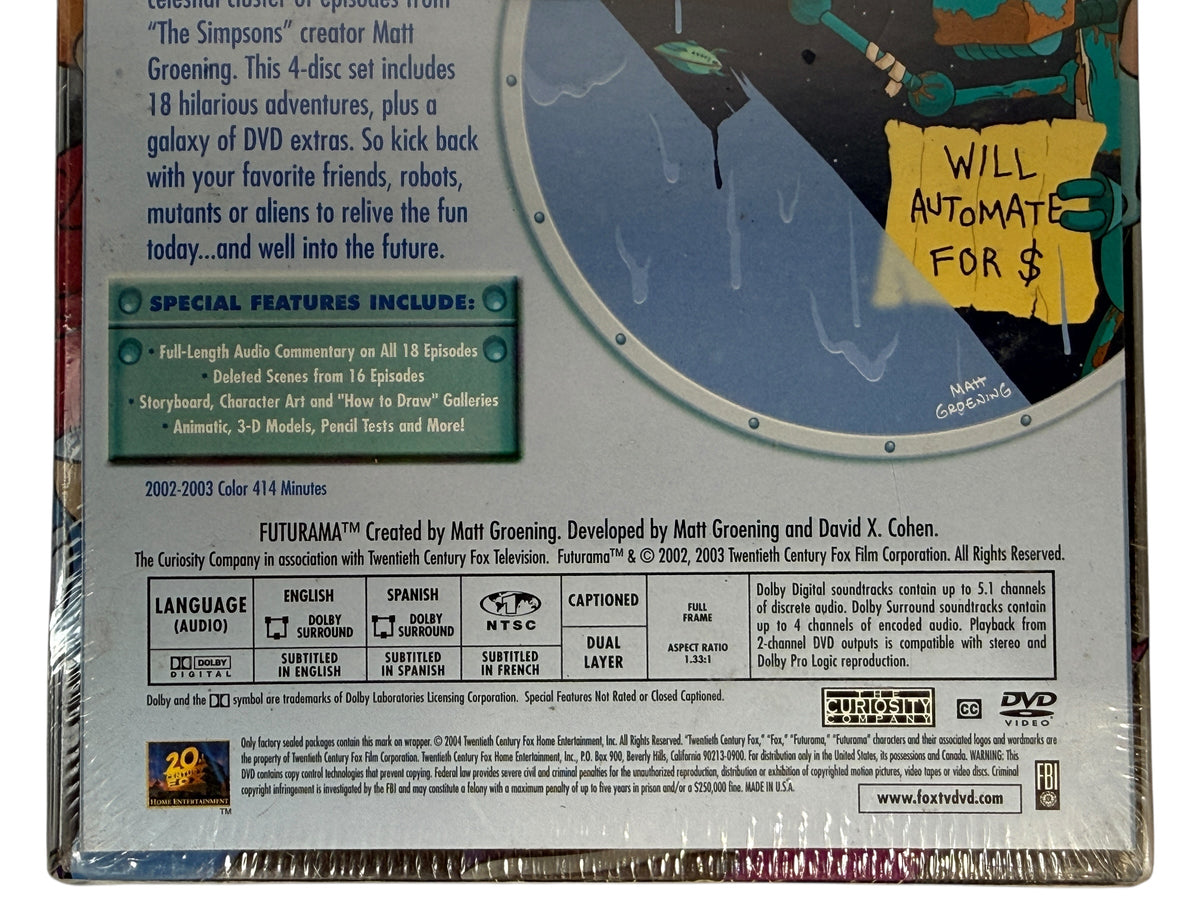 celestial cluster of episodes from
"The Simpsons" creator Matt
Groening. This 4-disc set includes
18 hilarious adventures, plus a
galaxy of DVD extras. So kick back
with your favorite friends, robots,
mutants or aliens to relive the fun
today...and well into the future.
WILL
AUTOMATE
FOR $
MATT
GROENING
SPECIAL FEATURES INCLUDE:
• Full-Length Audio Commentary on All 18 Episodes
• Deleted Scenes from 16 Episodes
• Storyboard, Character Art and "How to Draw" Galleries
• Animatic, 3-D Models, Pencil Tests and More!
2002-2003 Color 414 Minutes
FUTURAMA™ Created by Matt Groening. Developed by Matt Groening and David X. Cohen.
The Curiosity Company in association with Twentieth Century Fox Television. Futurama™ & © 2002, 2003 Twentieth Century Fox Film Corporation. All Rights Reserved.
LANGUAGE
(AUDIO)
DOLBY
DIGITAL
ENGLISH
DOLBY
SURROUND
SUBTITLED
IN ENGLISH
SPANISH
DOLBY
SURROUND
SUBTITLED
IN SPANISH
1
NTSC
SUBTITLED
IN FRENCH
CAPTIONED
DUAL
LAYER
FULL
FRAME
ASPECT RATIO
1.33:1
Dolby Digital soundtracks contain up to 5.1 channels
of discrete audio. Dolby Surround soundtracks contain
up to 4 channels of encoded audio. Playback from
2-channel DVD outputs is compatible with stereo and
Dolby Pro Logic reproduction.
Dolby and the symbol are trademarks of Dolby Laboratories Licensing Corporation. Special Features Not Rated or Closed Captioned.
THE
CURIOSITY
COMPANY
CC
DVD
VIDEO
20th
CENTURY
FOX
HOME ENTERTAINMENT
TM
Only factory sealed packages contain this mark on wrapper. © 2004 Twentieth Century Fox Home Entertainment, Inc. All Rights Reserved. "Twentieth Century Fox," "Fox," "Futurama," "Futurama" characters and their associated logos and wordmarks are
the property of Twentieth Century Fox Film Corporation. Twentieth Century Fox Home Entertainment, Inc., P.O. Box 900, Beverly Hills, California 90213-0900. For distribution only in the United States, its possessions and Canada. WARNING: This
DVD contains copy control technologies that prevent copying. Federal law provides severe civil and criminal penalties for the unauthorized reproduction, distribution or exhibition of copyrighted motion pictures, video tapes or video discs. Criminal
copyright infringement is investigated by the FBI and may constitute a felony with a maximum penalty of up to five years in prison and/or a $250,000 fine. MADE IN U.S.A.
www.foxtvdvd.com
FBI